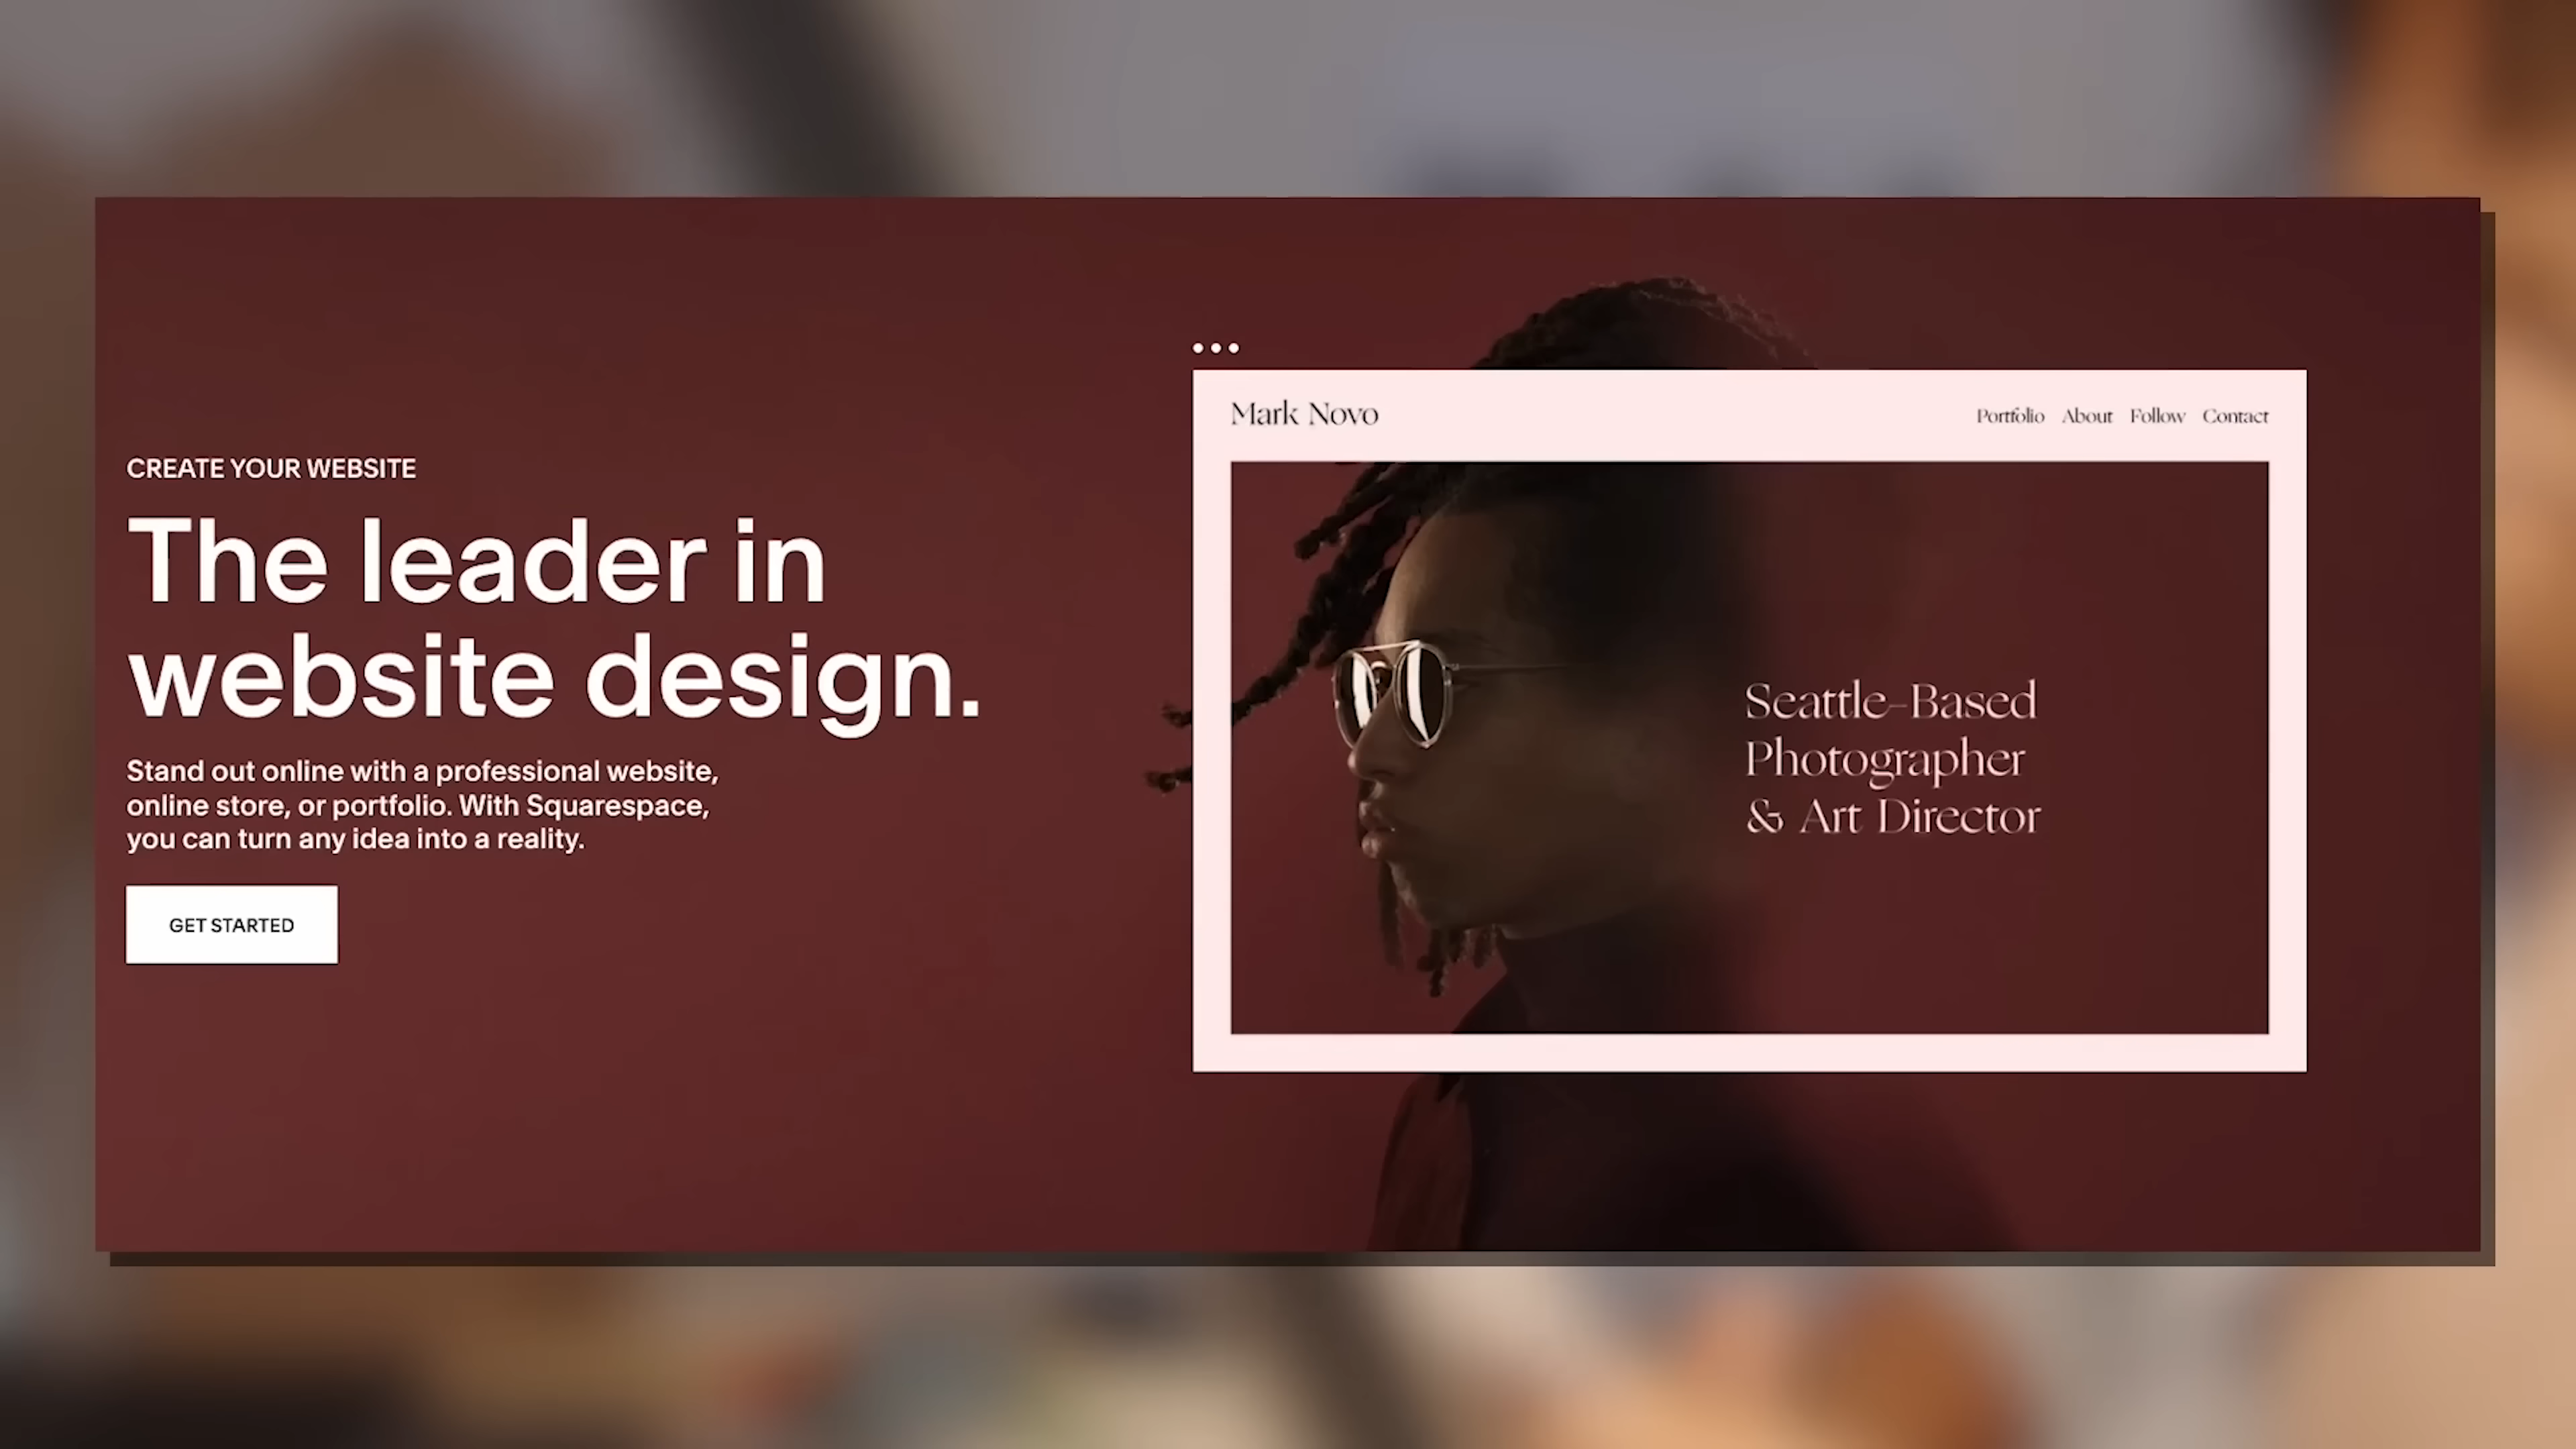 CREATE YOUR WEBSITE
The leader in
website design.
Stand out online with a professional website,
online store, or portfolio. With Squarespace,
you can turn any idea into a reality.
GET STARTED
Mark Novo
Portfolio About Follow Contact
Seattle-Based
Photographer
& Art Director